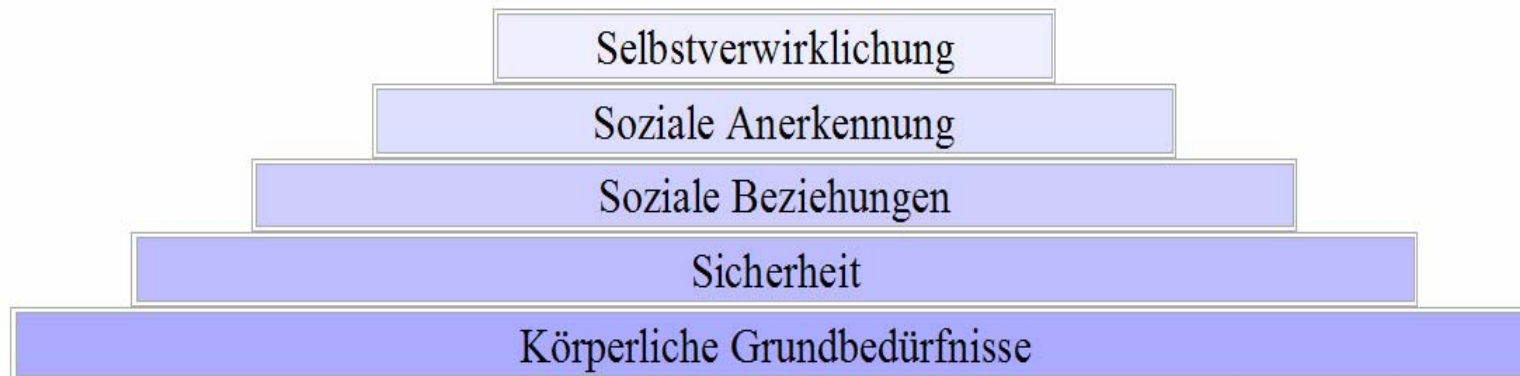 Selbstverwirklichung
Soziale Anerkennung
Soziale Beziehungen
Sicherheit
Körperliche Grundbedürfnisse